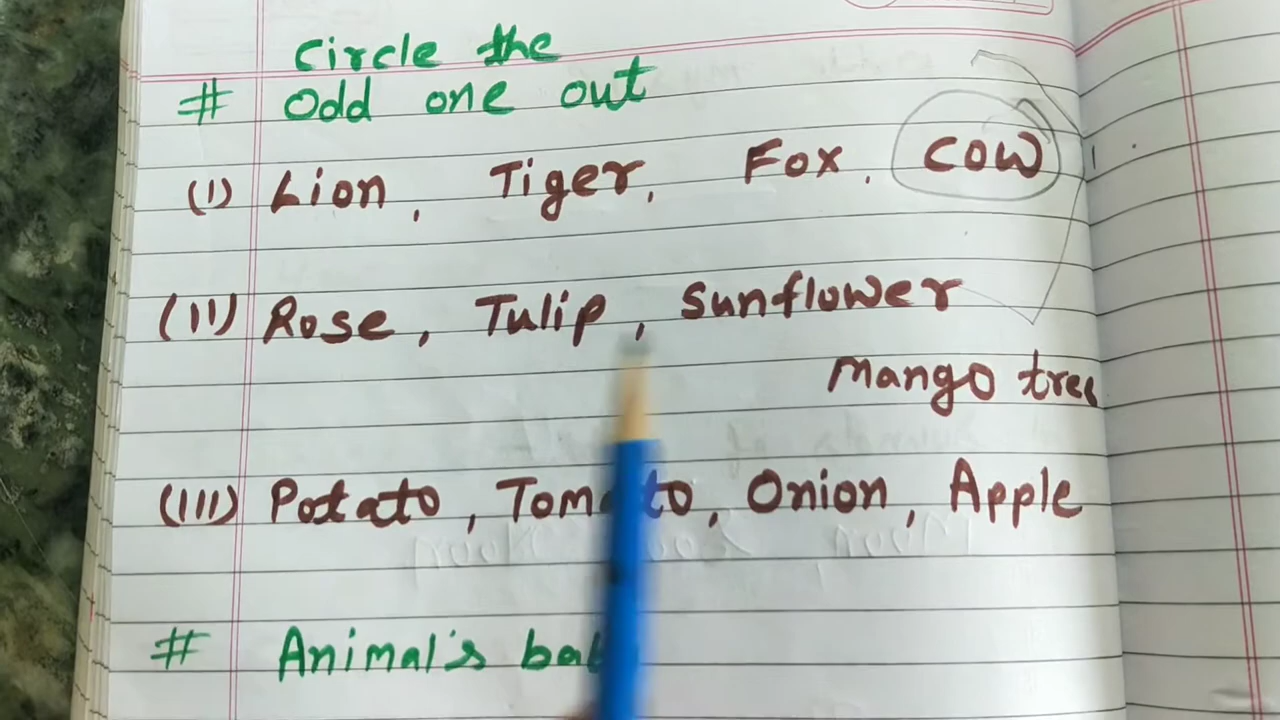 Circle the
# Odd one out
(I) Lion, Tiger, Fox, Cow
(II) Rose, Tulip, Sunflower
Mango tree
(III) Potato, Tomato, Onion, Apple
# Animal's